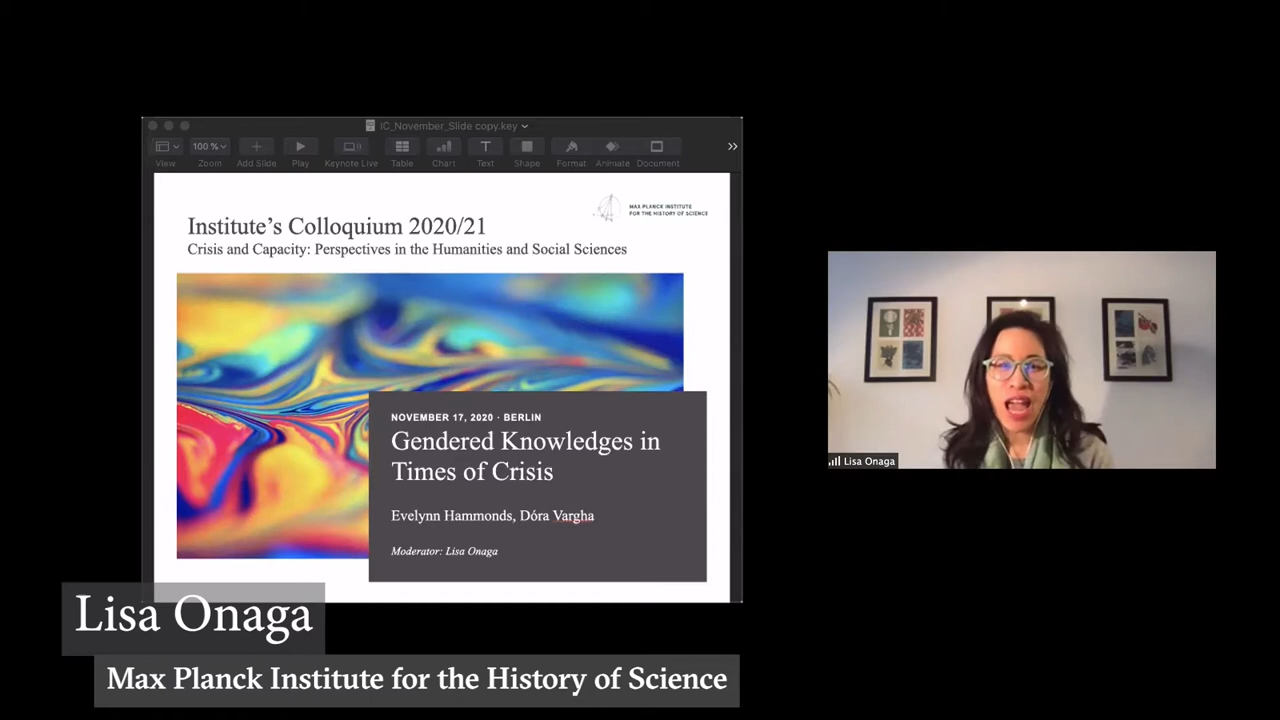 IC_November_Slide copy.key
100 %
View
Zoom
Add Slide
Play
Keynote Live
Table
Chart
Text
Shape
Format
Animate
Document
MAX PLANCK INSTITUTE
FOR THE HISTORY OF SCIENCE
Institute’s Colloquium 2020/21
Crisis and Capacity: Perspectives in the Humanities and Social Sciences
NOVEMBER 17, 2020 · BERLIN
Gendered Knowledges in
Times of Crisis
Evelynn Hammonds, Dóra Vargha
Moderator: Lisa Onaga
Lisa Onaga
Lisa Onaga
Max Planck Institute for the History of Science